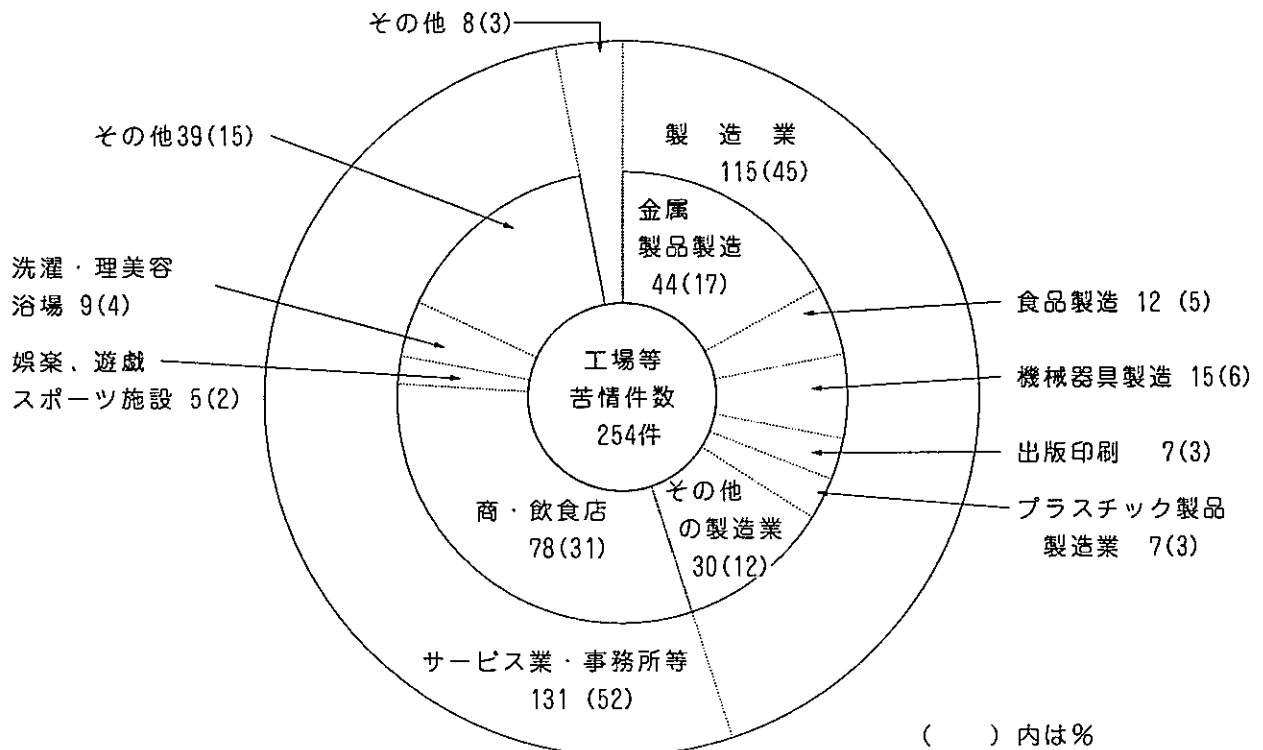 その他 8(3)
その他39(15)
製造業
115(45)
金属
製品製造
44(17)
洗濯・理美容
浴場 9(4)
娯楽、遊戯
スポーツ施設 5(2)
工場等
苦情件数
254件
食品製造 12 (5)
機械器具製造 15(6)
出版印刷 7(3)
プラスチック製品
製造業 7(3)
その他
の製造業
30(12)
商・飲食店
78(31)
サービス業・事務所等
131 (52)
( )内は%